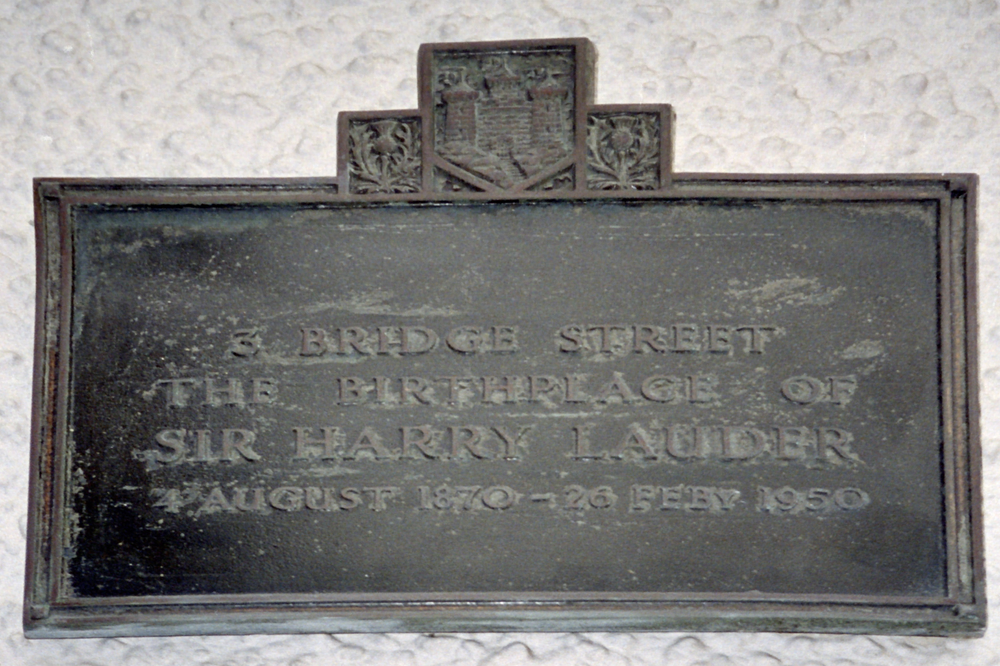 3 BRIDGE STREET
THE BIRTHPLACE OF
SIR HARRY LAUDER
4 AUGUST 1870 – 26 FEBY 1950